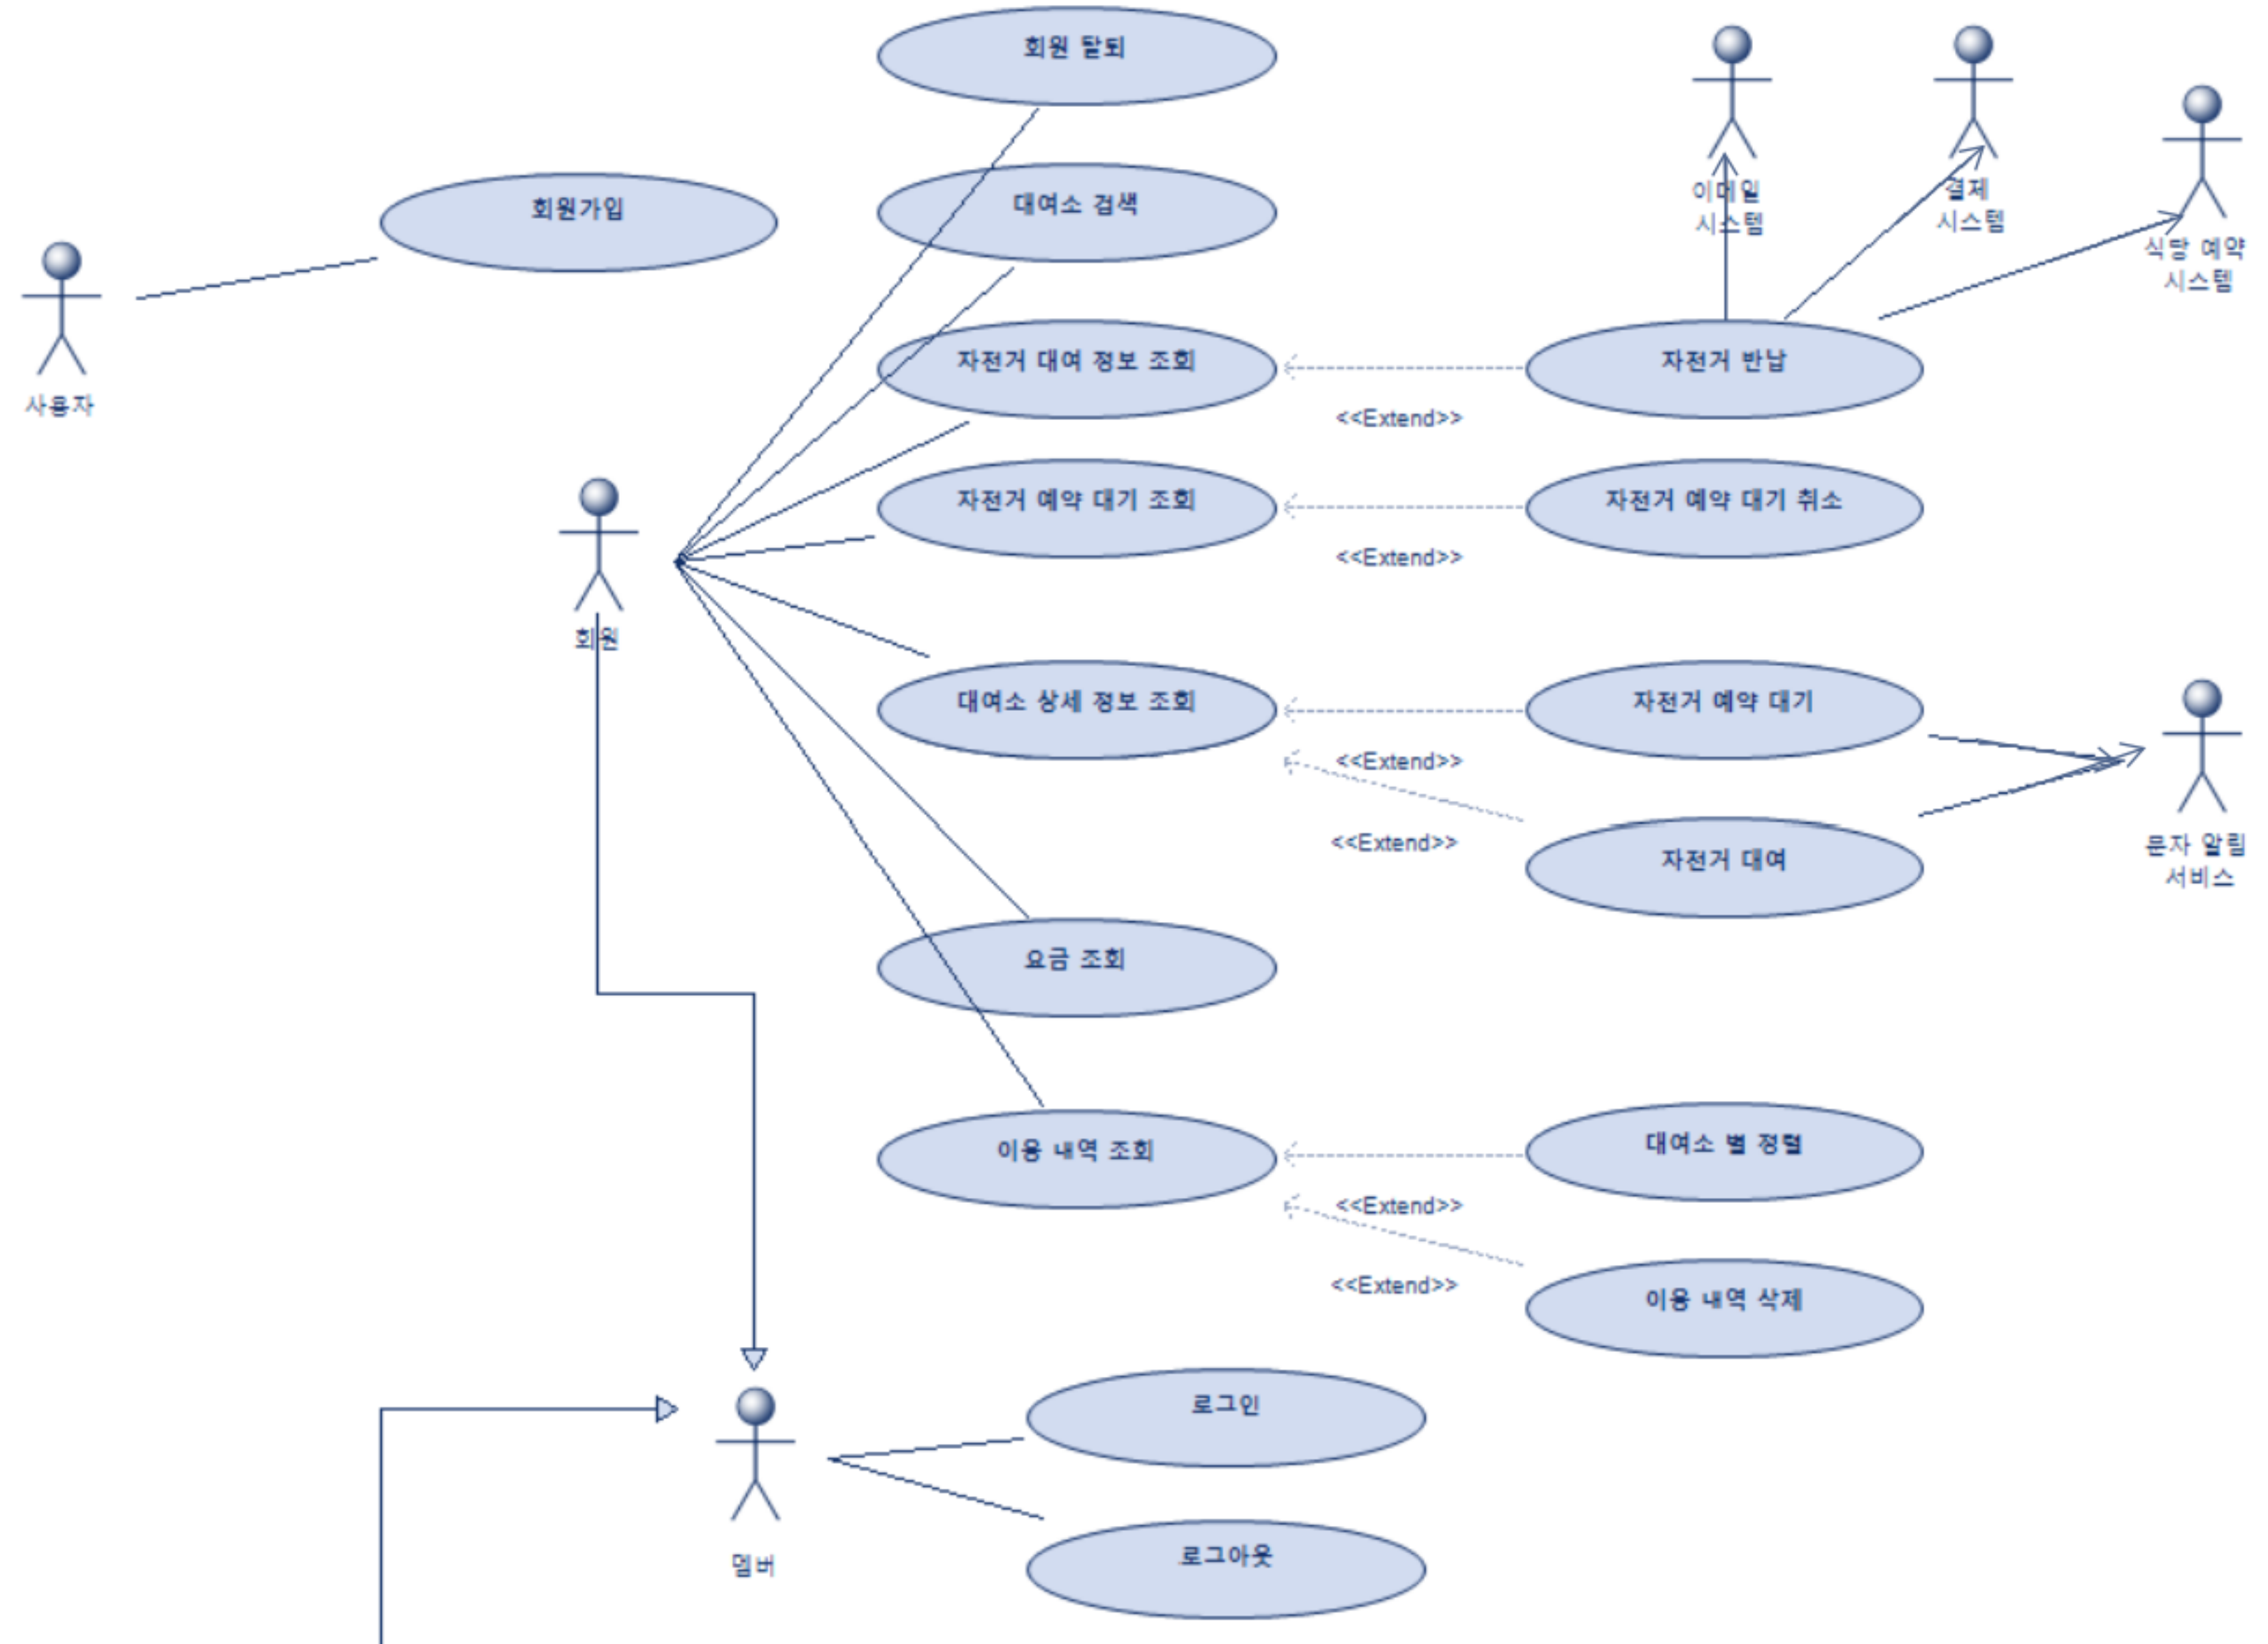 회원 탈퇴
대여소 검색
회원가입
이메일
시스템
결제
시스템
식당 예약
시스템
사용자
자전거 대여 정보 조회
자전거 반납
<<Extend>>
자전거 예약 대기 조회
자전거 예약 대기 취소
<<Extend>>
회원
대여소 상세 정보 조회
자전거 예약 대기
<<Extend>>
<<Extend>>
자전거 대여
문자 알림
서비스
요금 조회
이용 내역 조회
대여소 별 정렬
<<Extend>>
<<Extend>>
이용 내역 삭제
로그인
로그아웃
멤버